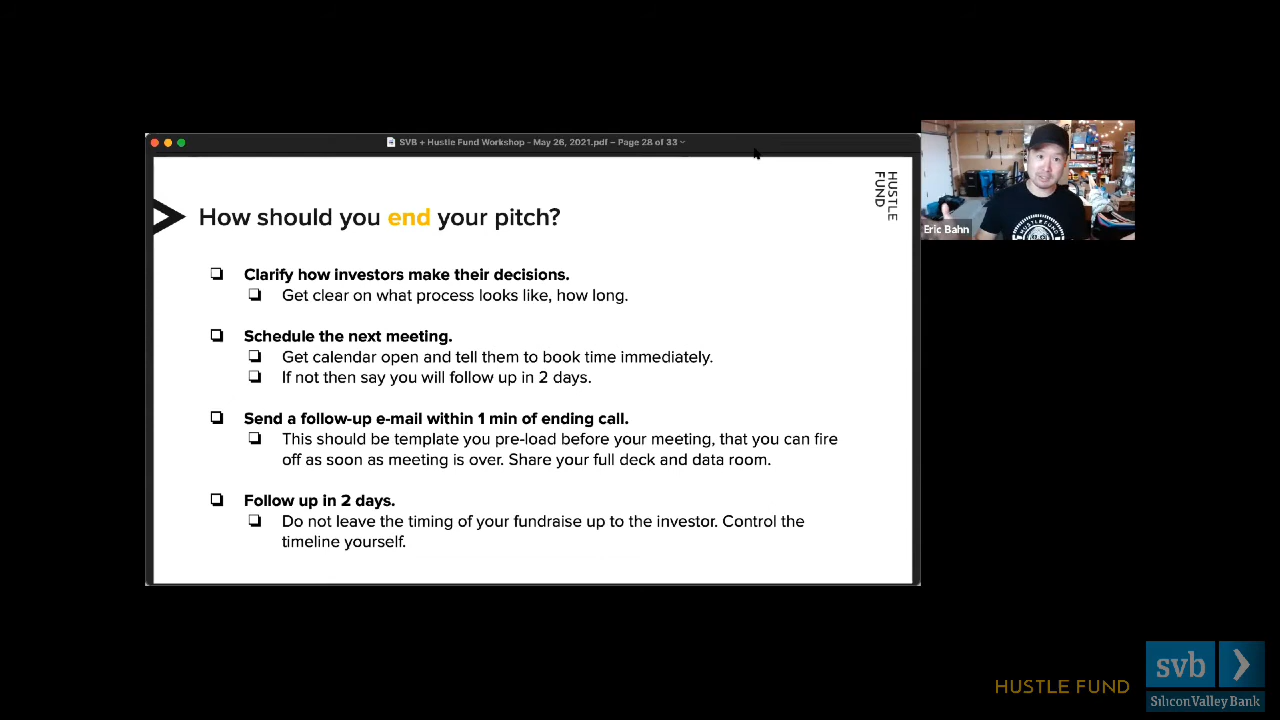 SVB + Hustle Fund Workshop - May 26, 2021.pdf – Page 28 of 33
HUSTLE
FUND
How should you end your pitch?
Clarify how investors make their decisions.
Get clear on what process looks like, how long.
Schedule the next meeting.
Get calendar open and tell them to book time immediately.
If not then say you will follow up in 2 days.
Send a follow-up e-mail within 1 min of ending call.
This should be template you pre-load before your meeting, that you can fire
off as soon as meeting is over. Share your full deck and data room.
Follow up in 2 days.
Do not leave the timing of your fundraise up to the investor. Control the
timeline yourself.
Eric Bahn
HUSTLE FUND
HUSTLE FUND
svb
Silicon Valley Bank